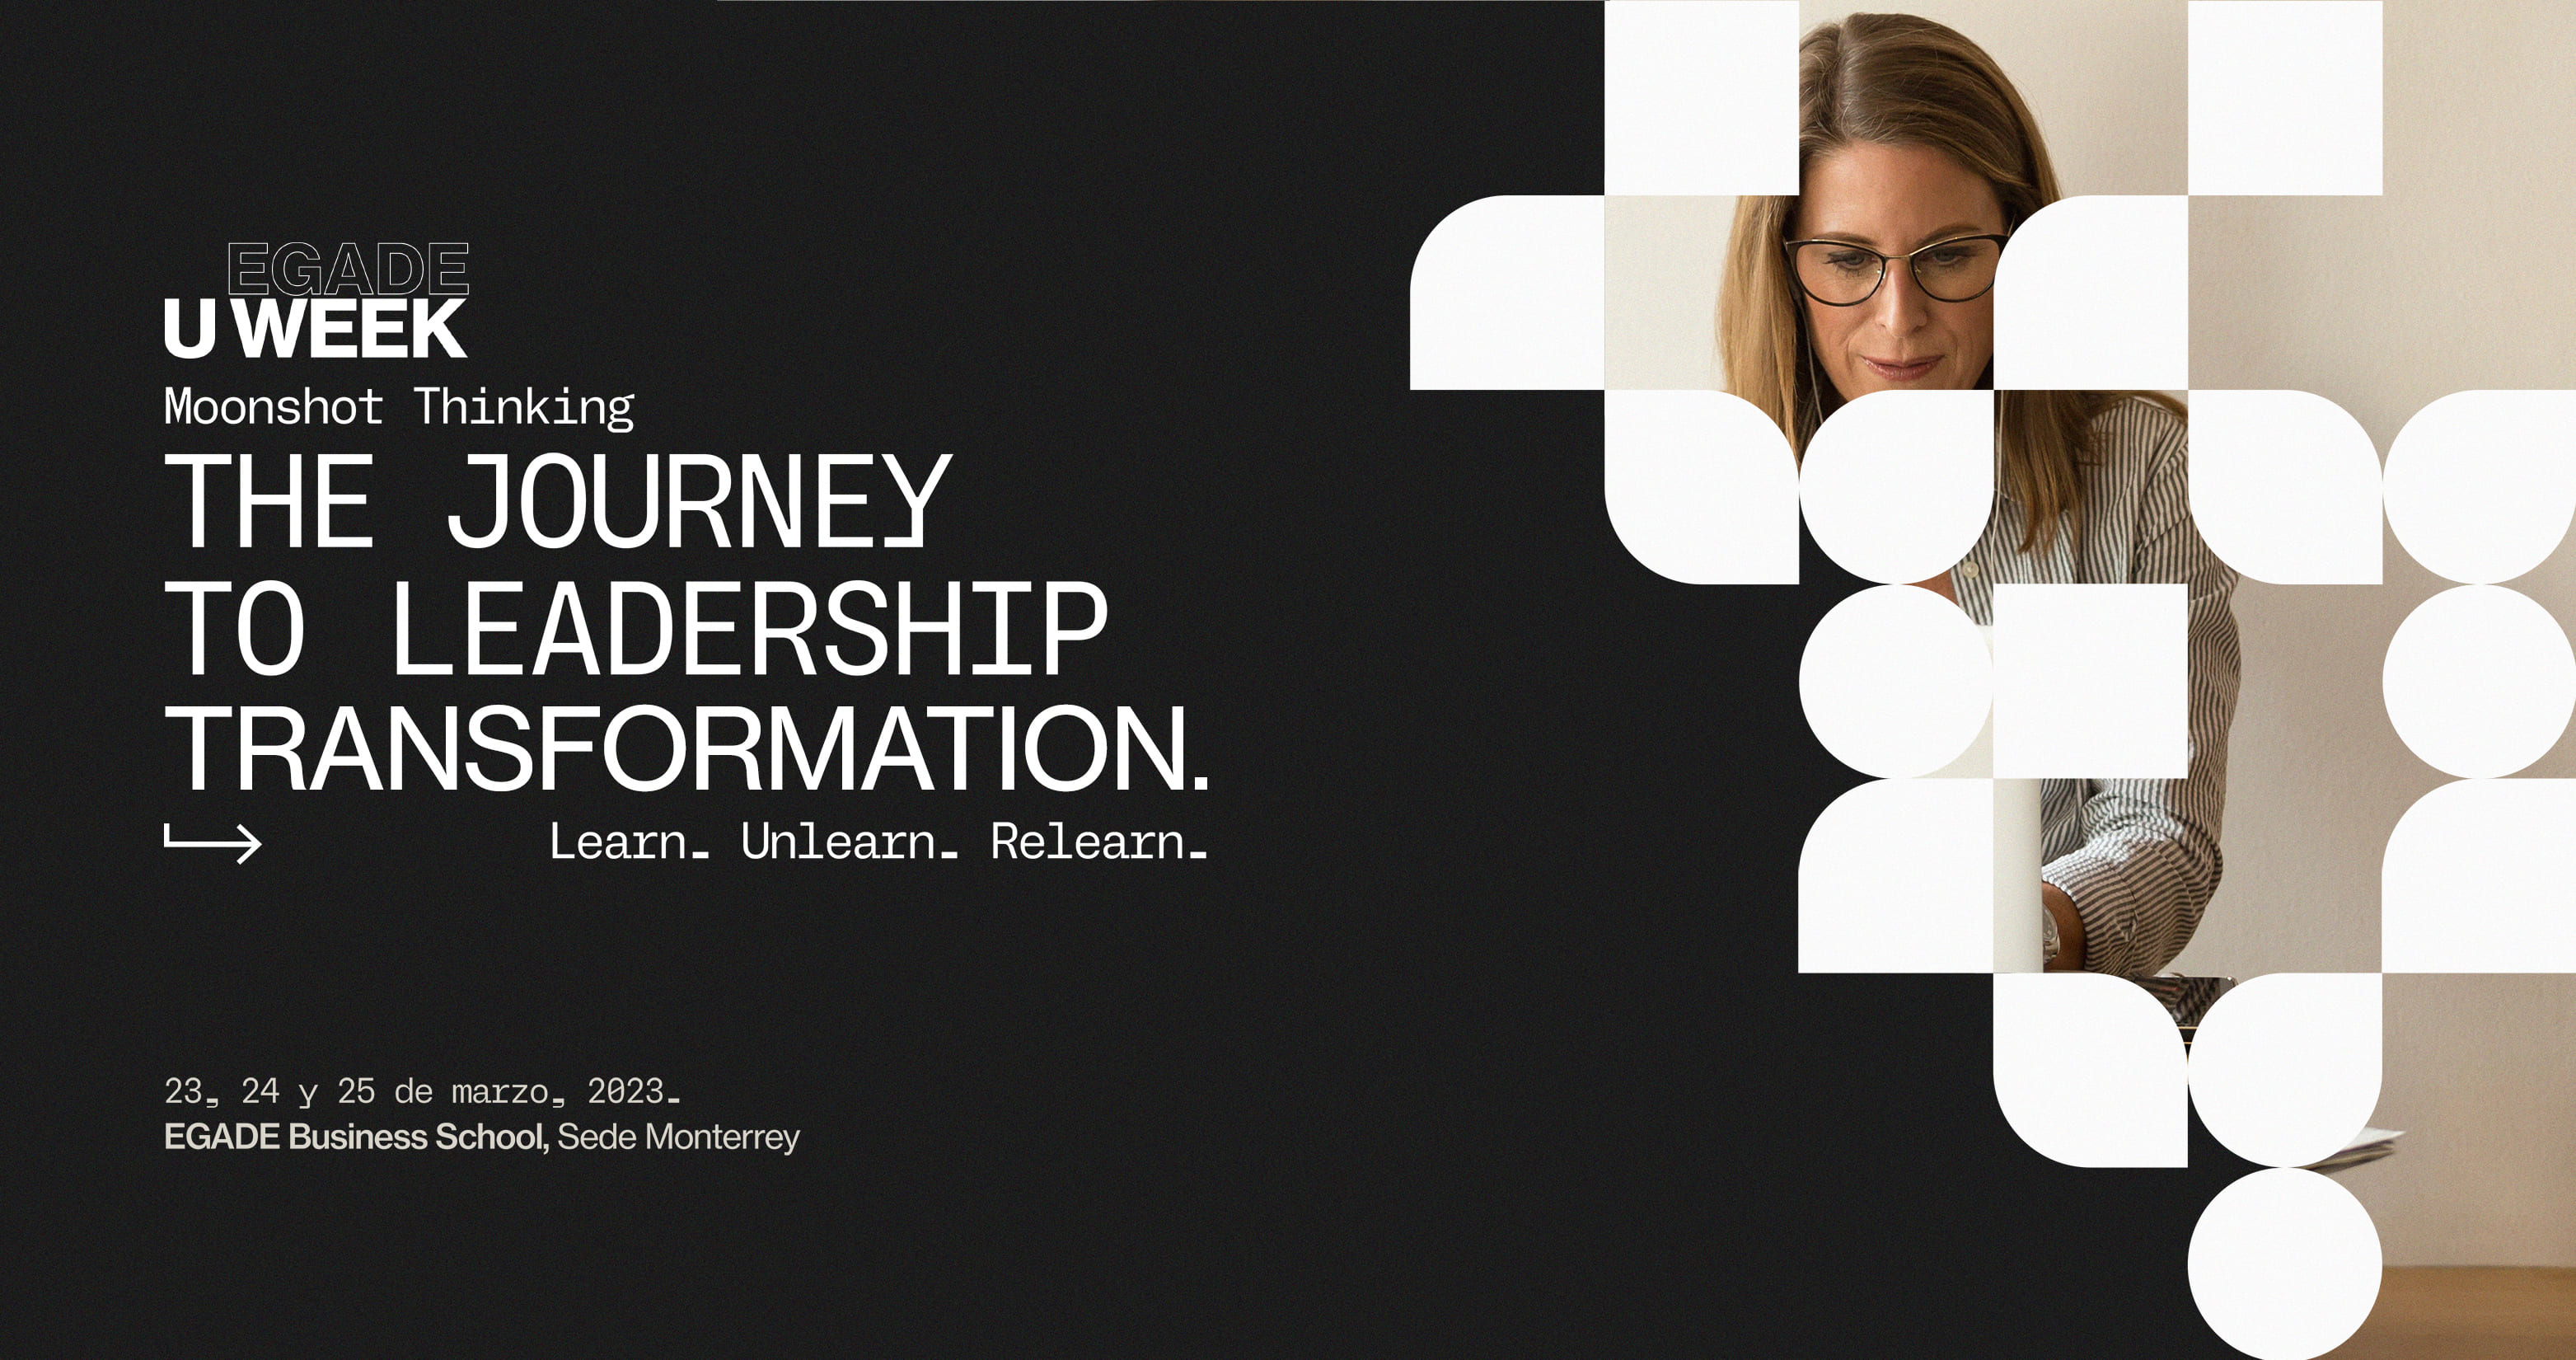 EGADE
U WEEK
Moonshot Thinking
THE JOURNEY
TO LEADERSHIP
TRANSFORMATION.
Learn. Unlearn. Relearn.
23, 24 y 25 de marzo, 2023.
EGADE Business School, Sede Monterrey